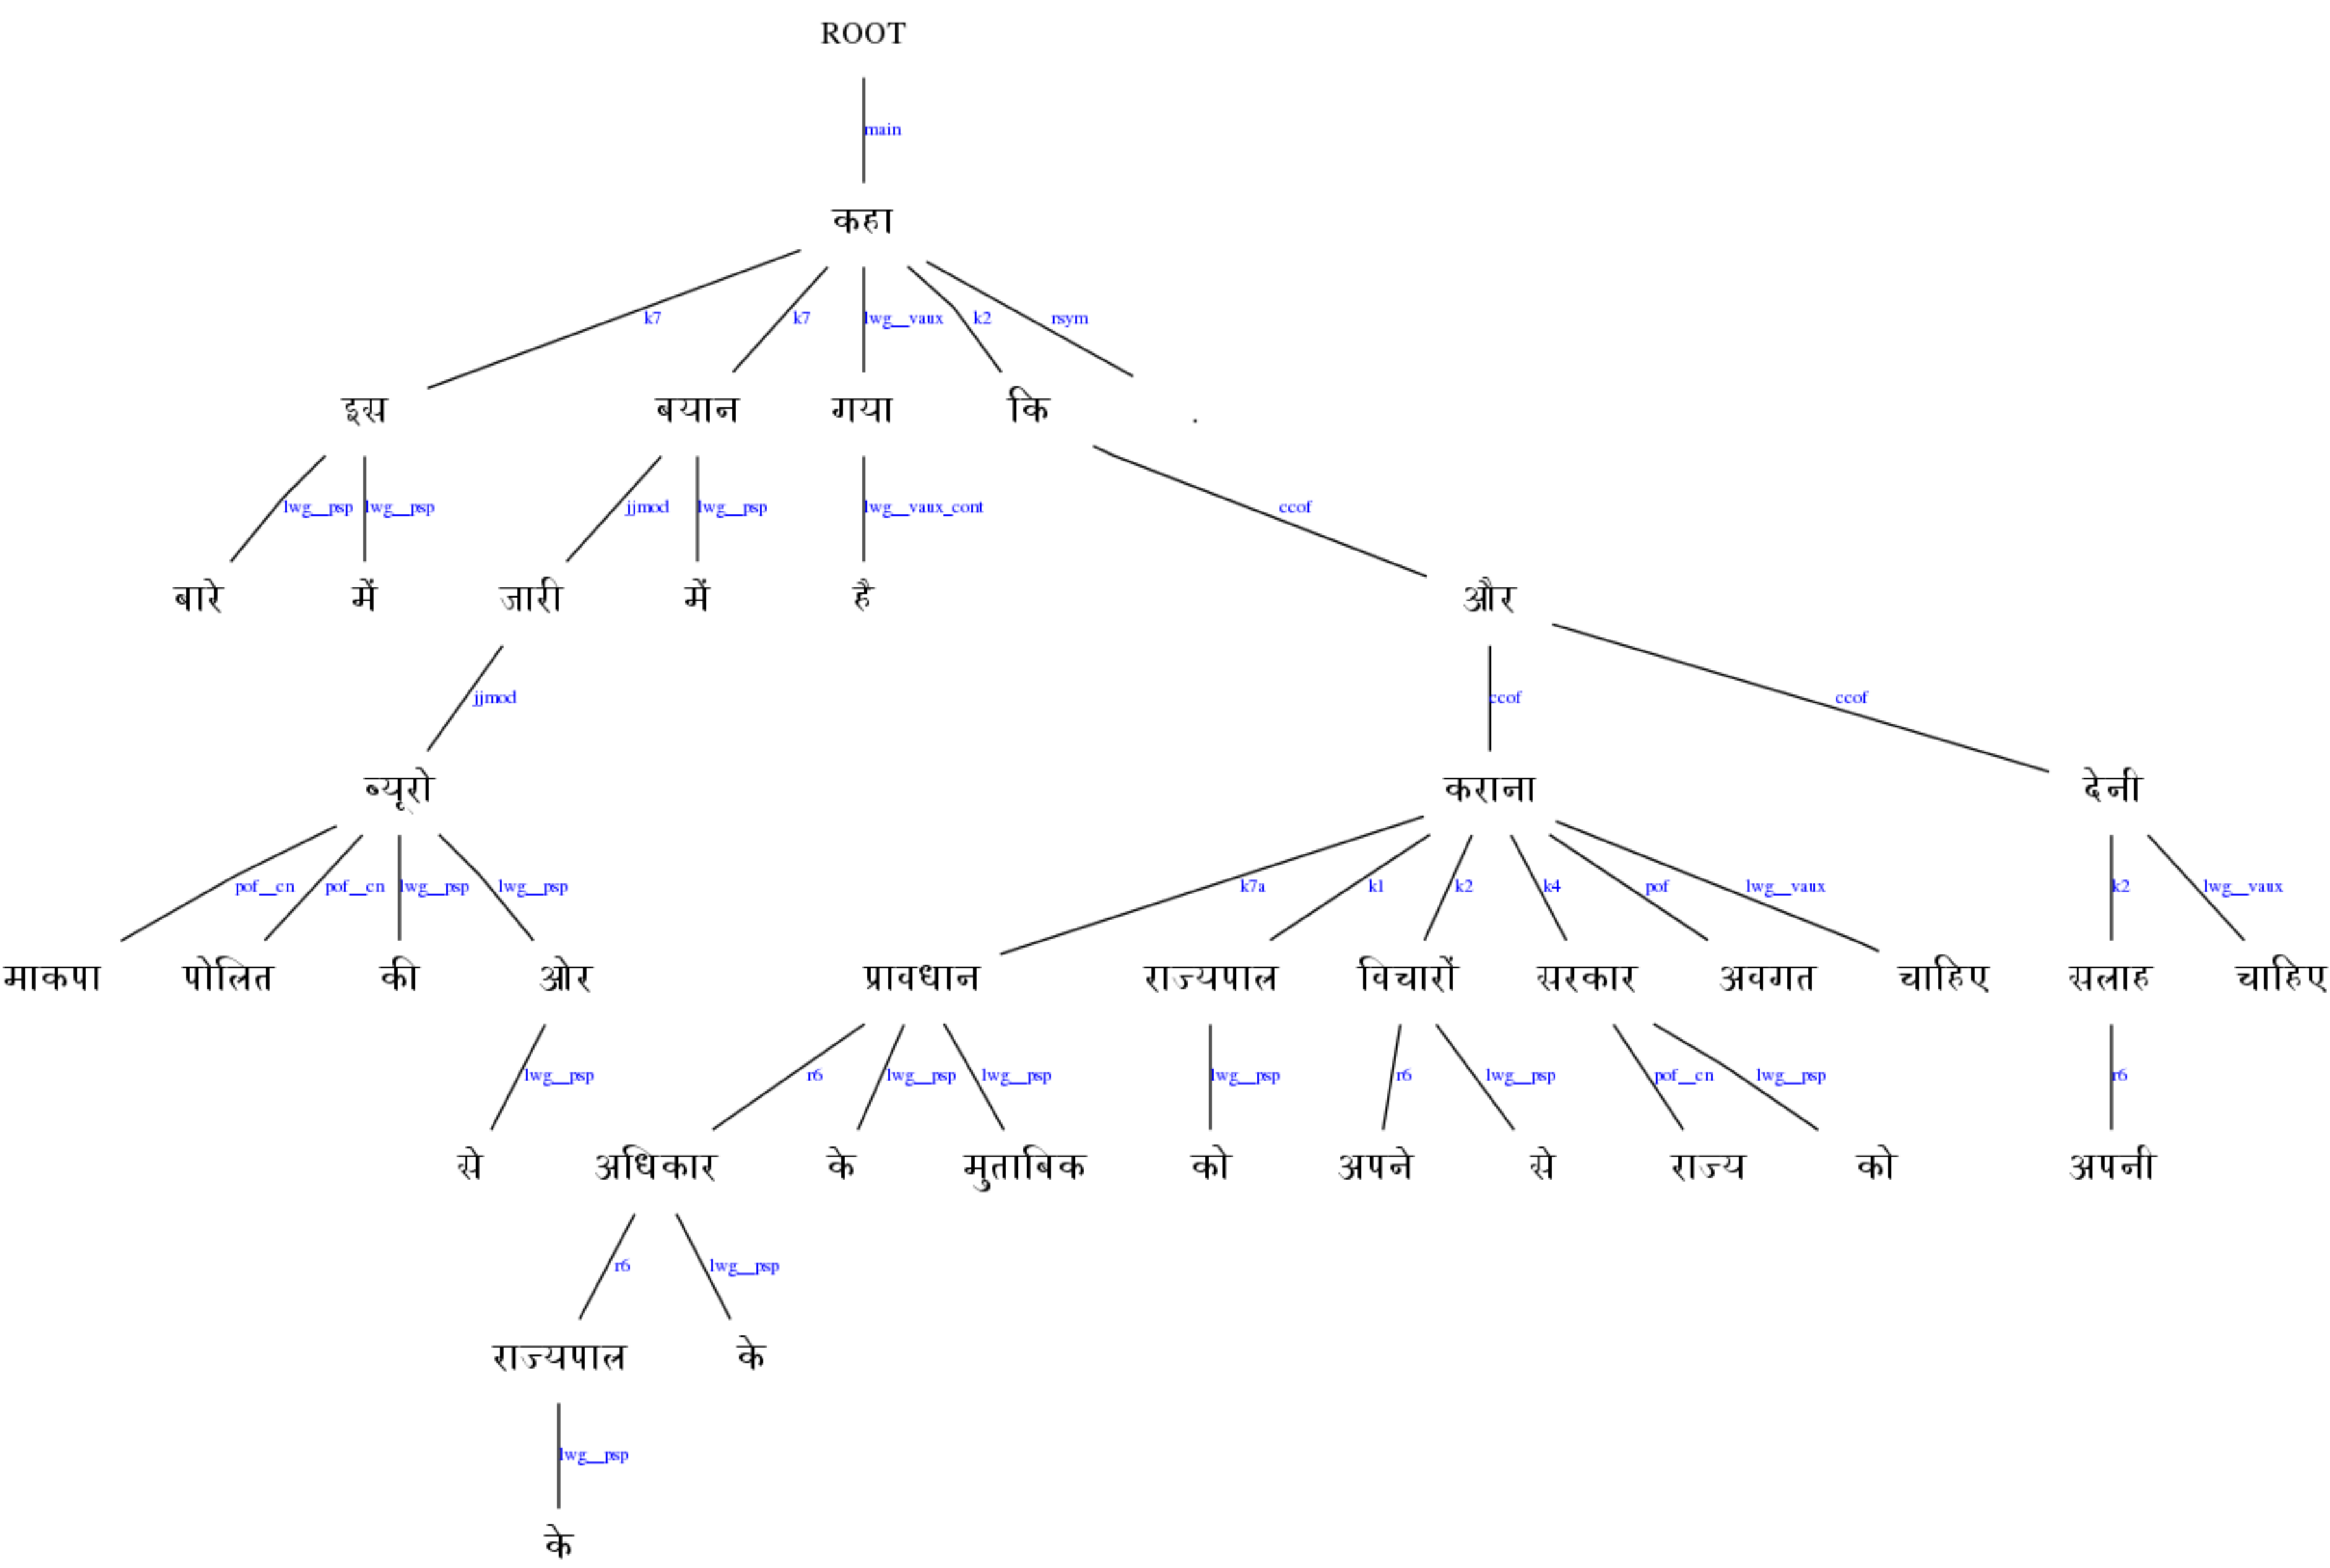 ROOT
main
कहा
k7 k7 lwg__vaux k2 rsym
इस बयान गया कि .
lwg__psp lwg__psp jjmod lwg__psp lwg__vaux_cont ccof
बारे में जारी में है और
jjmod ccof ccof
ब्यूरो कराना देनी
pof__cn pof__cn lwg__psp lwg__psp k7a k1 k2 k4 pof lwg__vaux k2 lwg__vaux
माकपा पोलित की ओर प्रावधान राज्यपाल विचारों सरकार अवगत चाहिए सलाह चाहिए
lwg__psp r6 lwg__psp lwg__psp lwg__psp r6 lwg__psp pof__cn lwg__psp r6
से अधिकार के मुताबिक को अपने से राज्य को अपनी
r6 lwg__psp
राज्यपाल के
lwg__psp
के